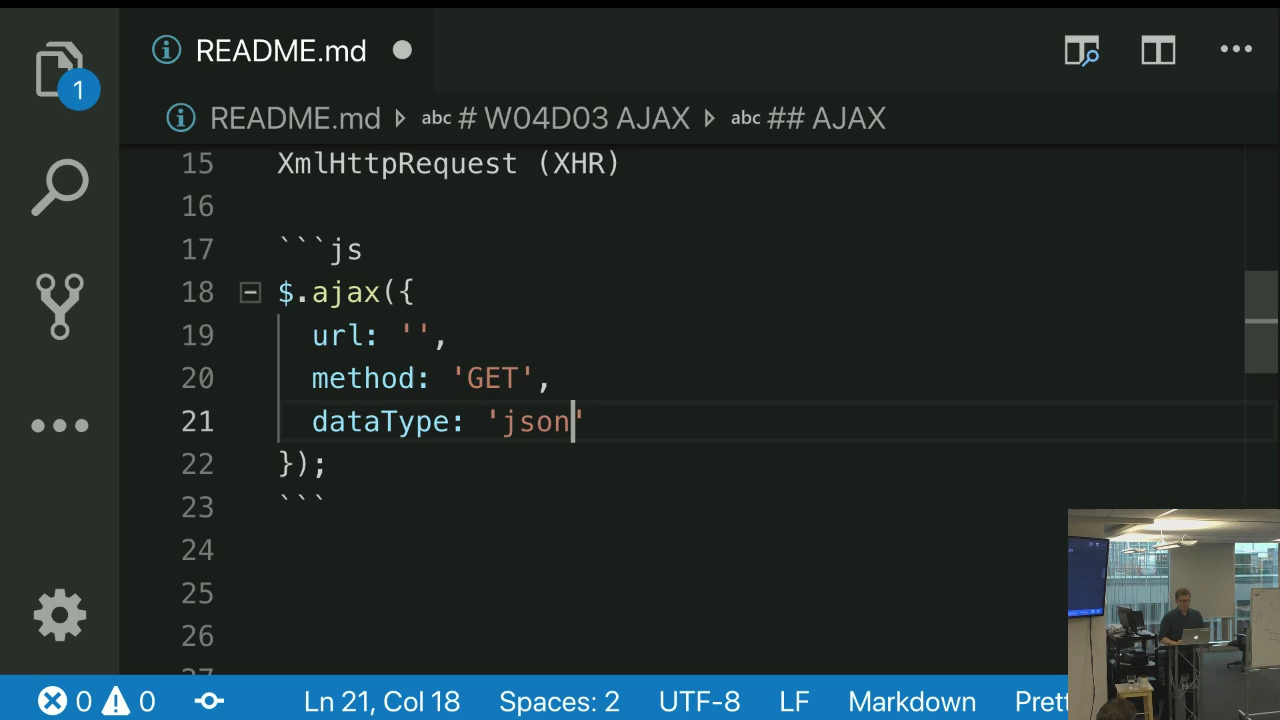 README.md
1
README.md abc # W04D03 AJAX abc ## AJAX
15 XmlHttpRequest (XHR)
16
17 ```js
18 $.ajax({
19 url: '',
20 method: 'GET',
21 dataType: 'json'
22 });
23 ```
24
25
26
27
0 0 Ln 21, Col 18 Spaces: 2 UTF-8 LF Markdown Prett